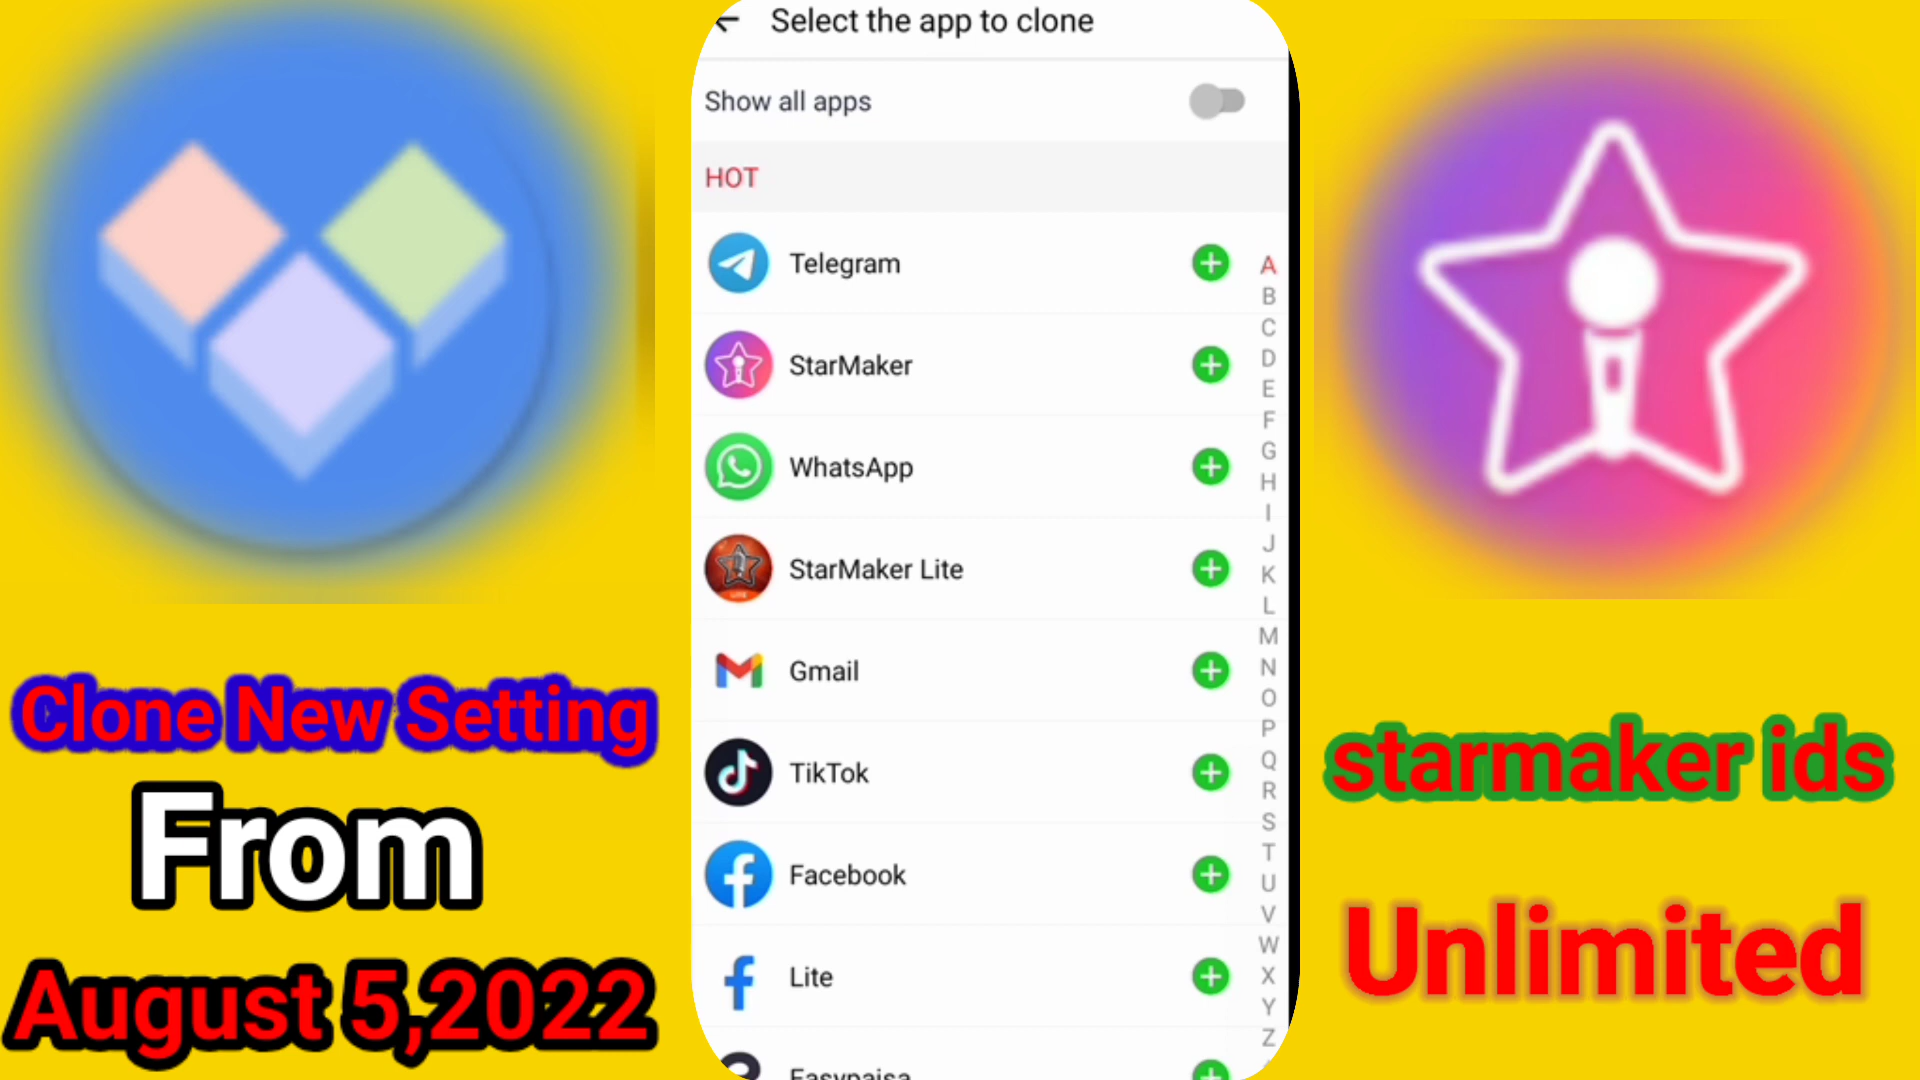 Select the app to clone
Show all apps
HOT
Telegram
StarMaker
WhatsApp
StarMaker Lite
Gmail
TikTok
Facebook
Lite
Easypaisa
A
B
C
D
E
F
G
H
I
J
K
L
M
N
O
P
Q
R
S
T
U
V
W
X
Y
Z
Clone New Setting
From
August 5,2022
starmaker ids
Unlimited